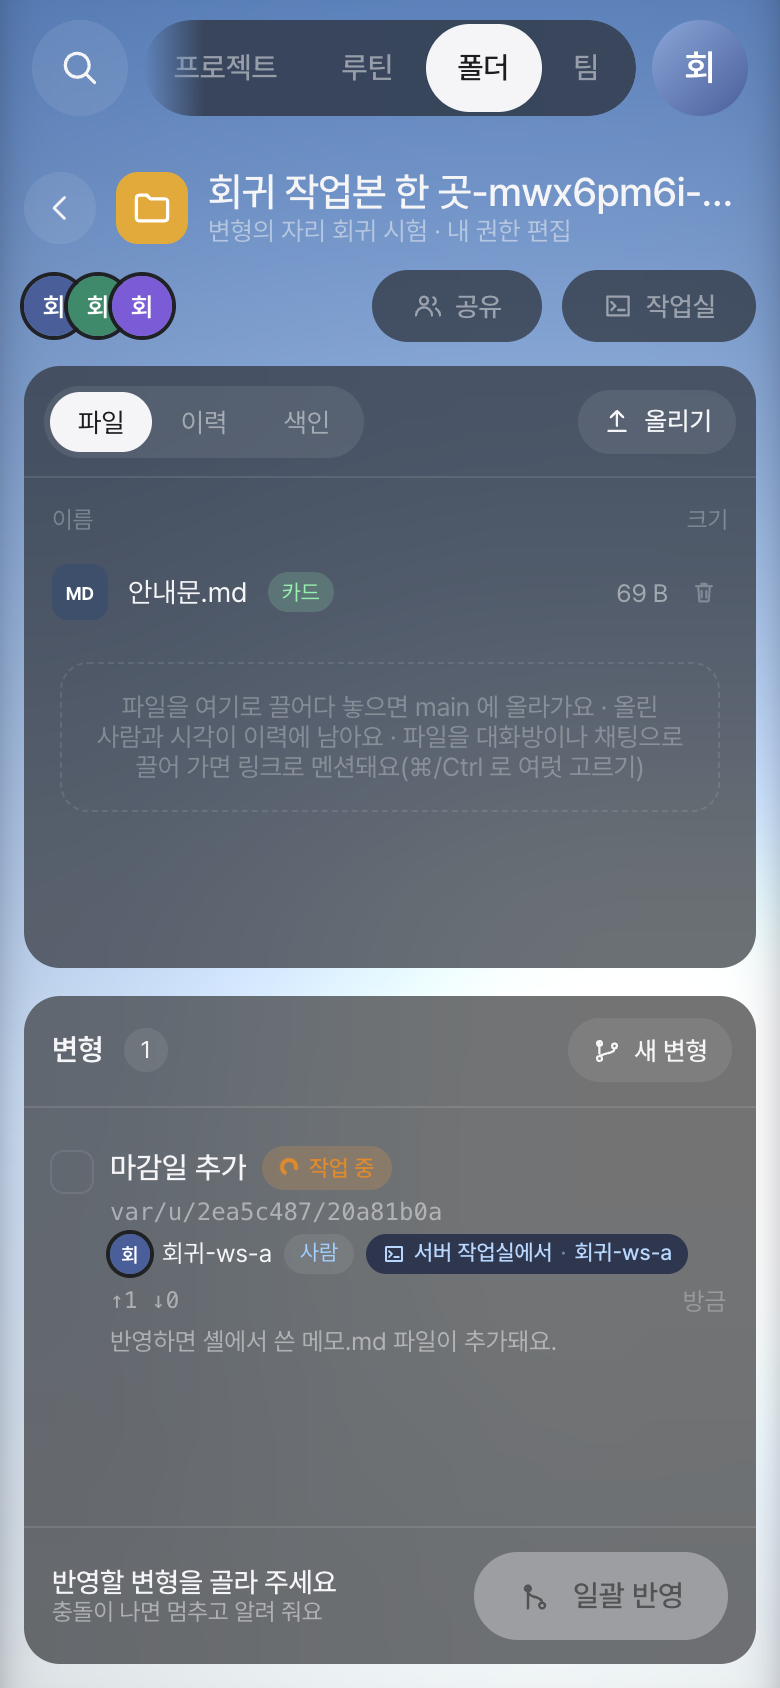 프로젝트 루틴 폴더 팀 회
회귀 작업본 한 곳-mwx6pm6i-...
변형의 자리 회귀 시험 · 내 권한 편집
회 회 회 공유 작업실
파일 이력 색인 올리기
이름 크기
MD 안내문.md 카드 69 B
파일을 여기로 끌어다 놓으면 main 에 올라가요 · 올린
사람과 시각이 이력에 남아요 · 파일을 대화방이나 채팅으로
끌어 가면 링크로 멘션돼요(⌘/Ctrl 로 여럿 고르기)
변형 1 새 변형
마감일 추가 작업 중
var/u/2ea5c487/20a81b0a
회 회귀-ws-a 사람 서버 작업실에서 · 회귀-ws-a
↑1 ↓0 방금
반영하면 셸에서 쓴 메모.md 파일이 추가돼요.
반영할 변형을 골라 주세요
충돌이 나면 멈추고 알려 줘요
일괄 반영